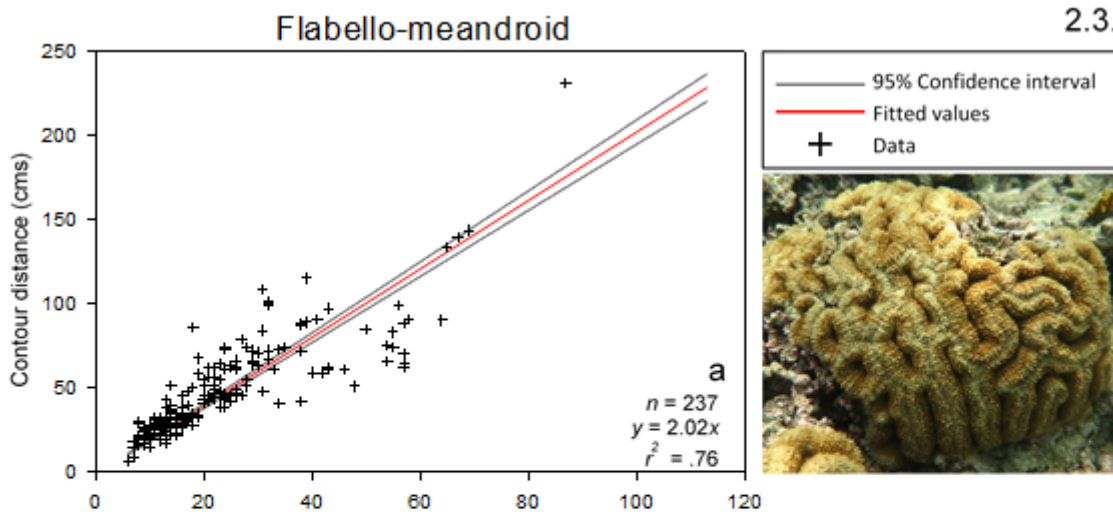 Flabello-meandroid
2.3.
250
200
150
100
50
0
Contour distance (cms)
0 20 40 60 80 100 120
a
n = 237
y = 2.02x
r² = .76
95% Confidence interval
Fitted values
Data